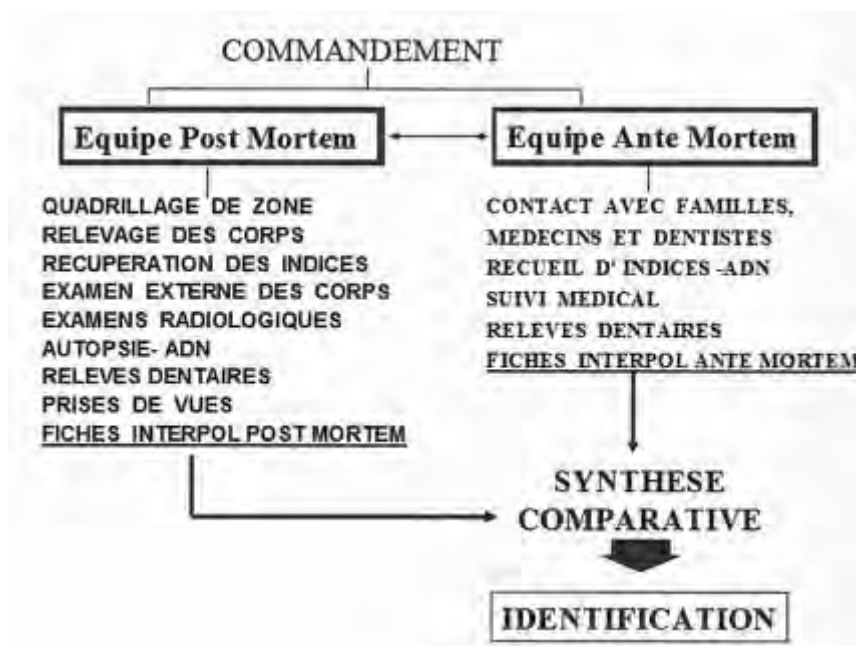 COMMANDEMENT
Equipe Post Mortem
QUADRILLAGE DE ZONE
RELEVAGE DES CORPS
RECUPERATION DES INDICES
EXAMEN EXTERNE DES CORPS
EXAMENS RADIOLOGIQUES
AUTOPSIE- ADN
RELEVES DENTAIRES
PRISES DE VUES
FICHES INTERPOL POST MORTEM
Equipe Ante Mortem
CONTACT AVEC FAMILLES,
MEDECINS ET DENTISTES
RECUEIL D' INDICES -ADN
SUIVI MEDICAL
RELEVES DENTAIRES
FICHES INTERPOL ANTE MORTEM
SYNTHESE
COMPARATIVE
IDENTIFICATION